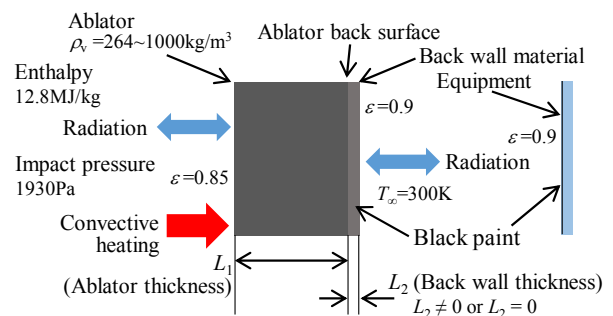 Ablator
ρᵥ =264~1000kg/m³
Ablator back surface
Back wall material
Equipment
Enthalpy
12.8MJ/kg
ε=0.9
ε=0.9
Radiation
Radiation
Impact pressure
1930Pa
ε=0.85
T∞=300K
Convective
heating
Black paint
L₁
(Ablator thickness)
L₂ (Back wall thickness)
L₂ ≠ 0 or L₂ = 0